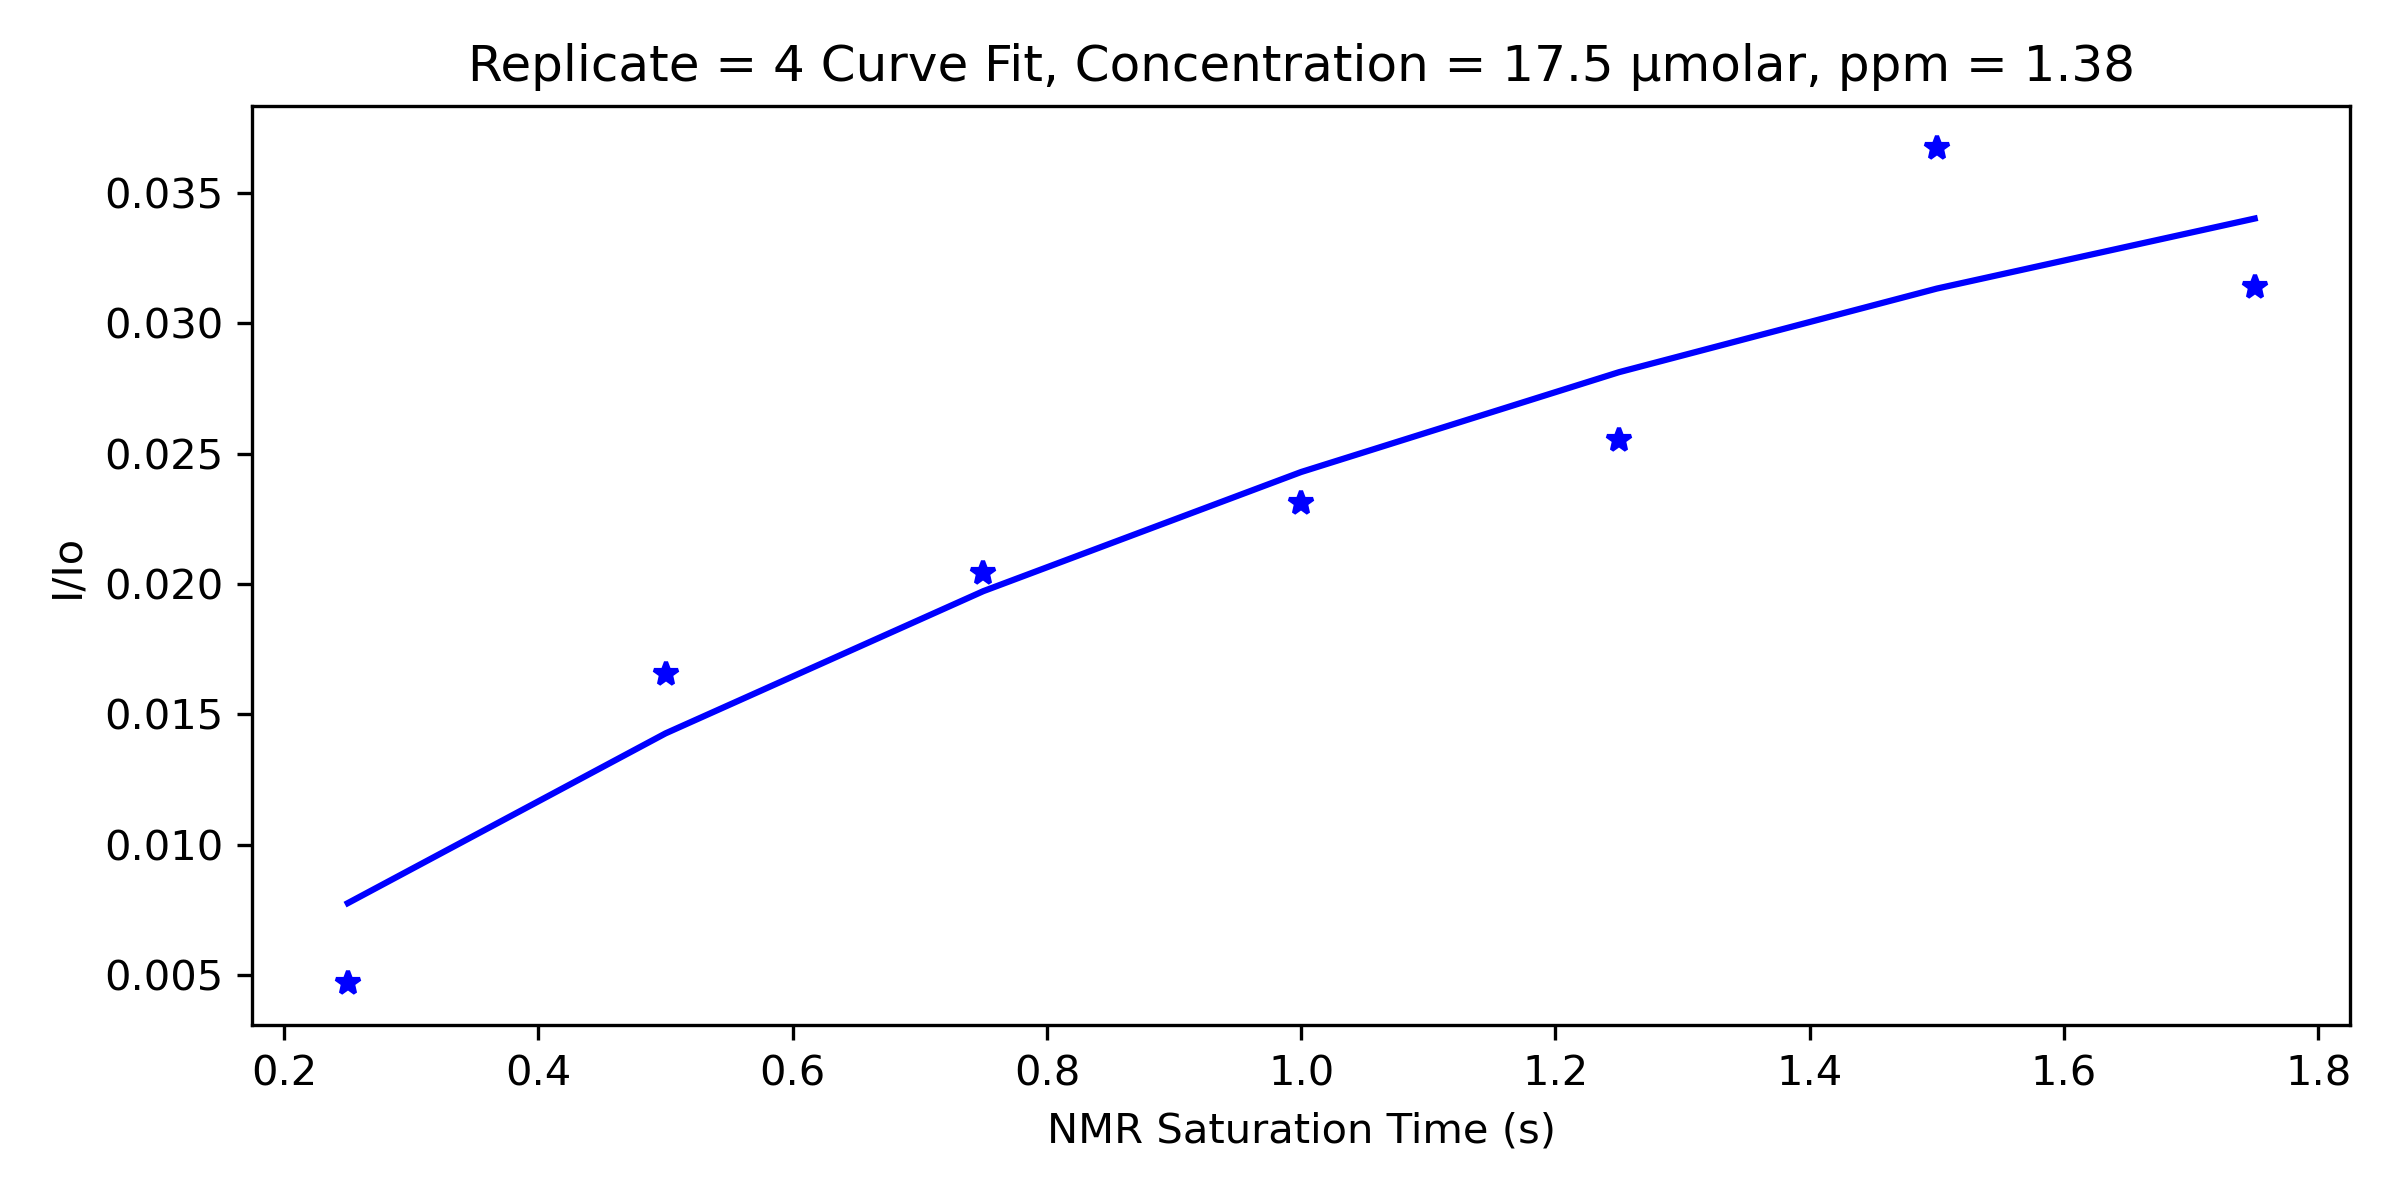 Replicate = 4 Curve Fit, Concentration = 17.5 µmolar, ppm = 1.38
0.035
0.030
0.025
0.020
0.015
0.010
0.005
I/Io
0.2 0.4 0.6 0.8 1.0 1.2 1.4 1.6 1.8
NMR Saturation Time (s)